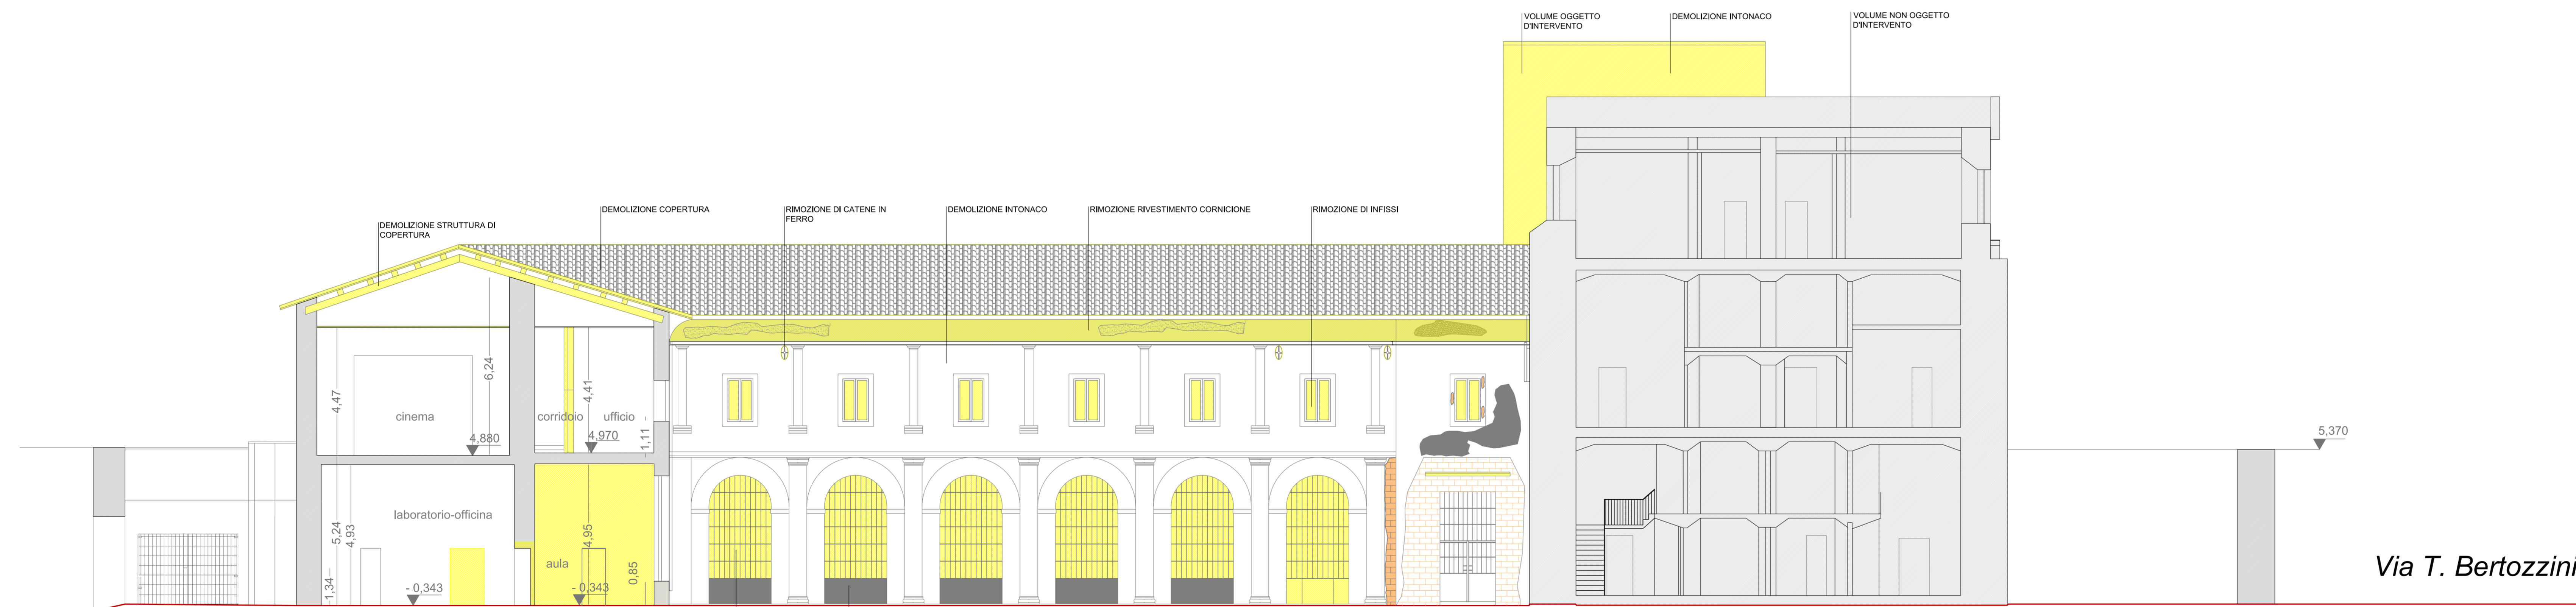 VOLUME OGGETTO
D'INTERVENTO
DEMOLIZIONE INTONACO
VOLUME NON OGGETTO
D'INTERVENTO
DEMOLIZIONE STRUTTURA DI
COPERTURA
DEMOLIZIONE COPERTURA
RIMOZIONE DI CATENE IN
FERRO
DEMOLIZIONE INTONACO
RIMOZIONE RIVESTIMENTO CORNICIONE
RIMOZIONE DI INFISSI
4,47
6,24
4,41
cinema
corridoio
ufficio
4,880
4,970
1,11
5,370
laboratorio-officina
5,24
4,93
4,95
aula
0,85
1,34
- 0,343
- 0,343
Via T. Bertozzini